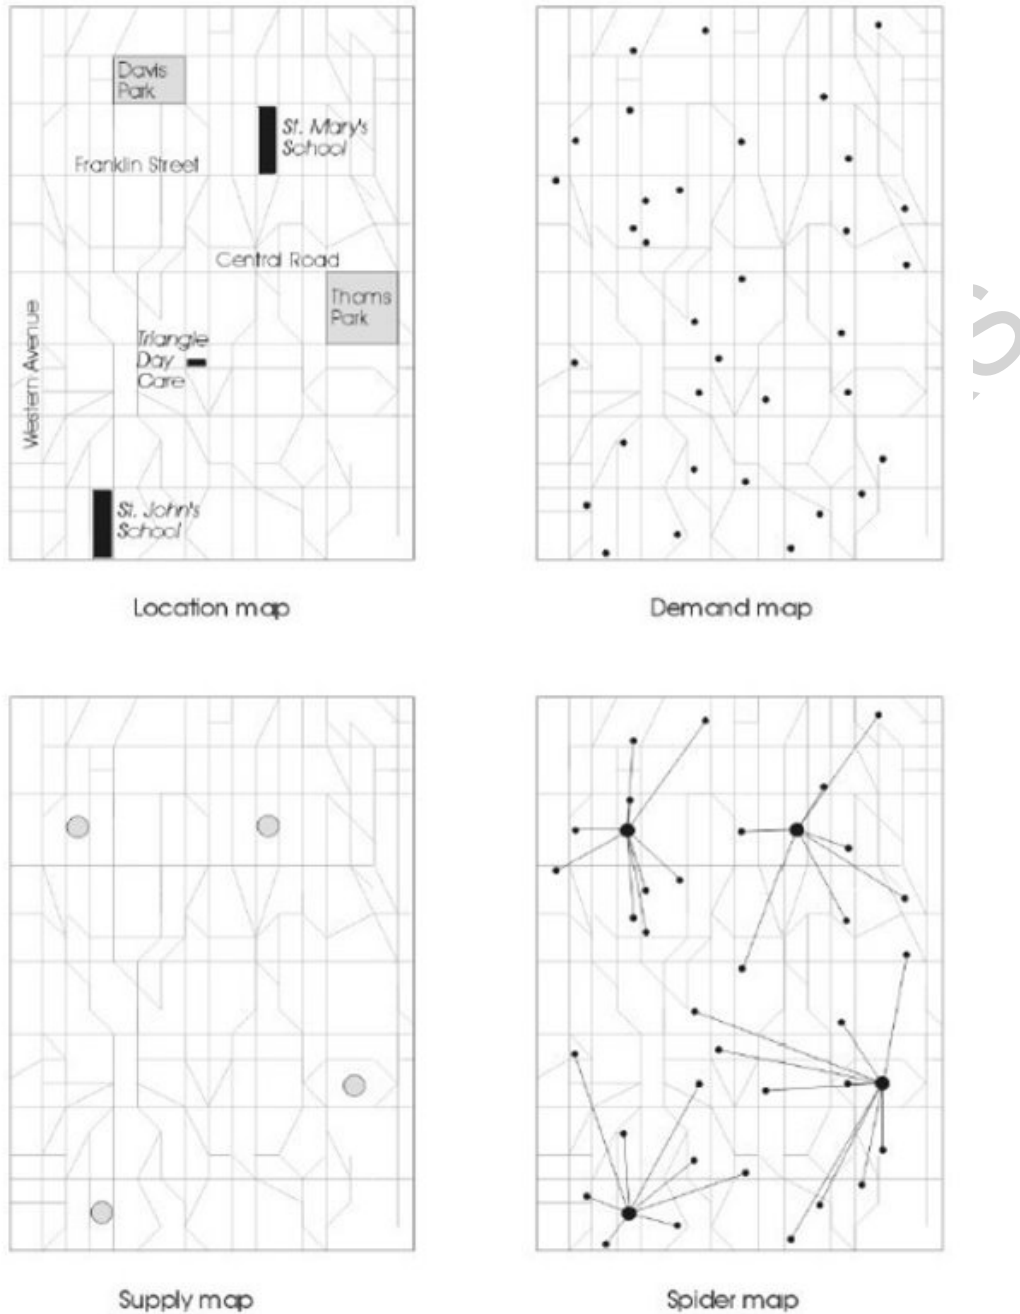 Davis
Park
St. Mary's
School
Franklin Street
Central Road
Thoms
Park
Western Avenue
Triangle
Day
Care
St. John's
School
Location map
Demand map
Supply map
Spider map